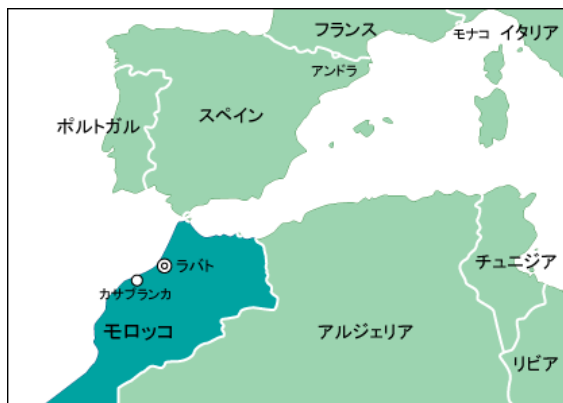 フランス
モナコ
イタリア
アンドラ
スペイン
ポルトガル
ラバト
チュニジア
カサブランカ
モロッコ
アルジェリア
リビア